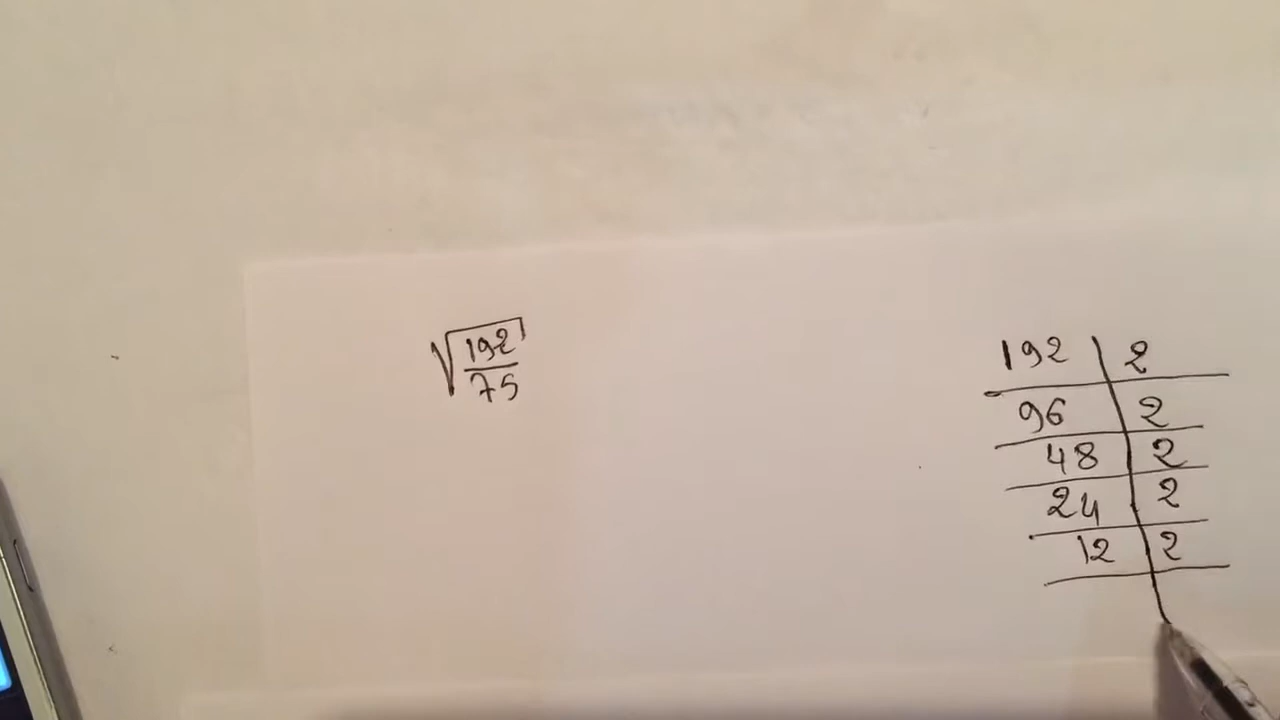 √(192/75)
192 | 2
96 | 2
48 | 2
24 | 2
12 | 2